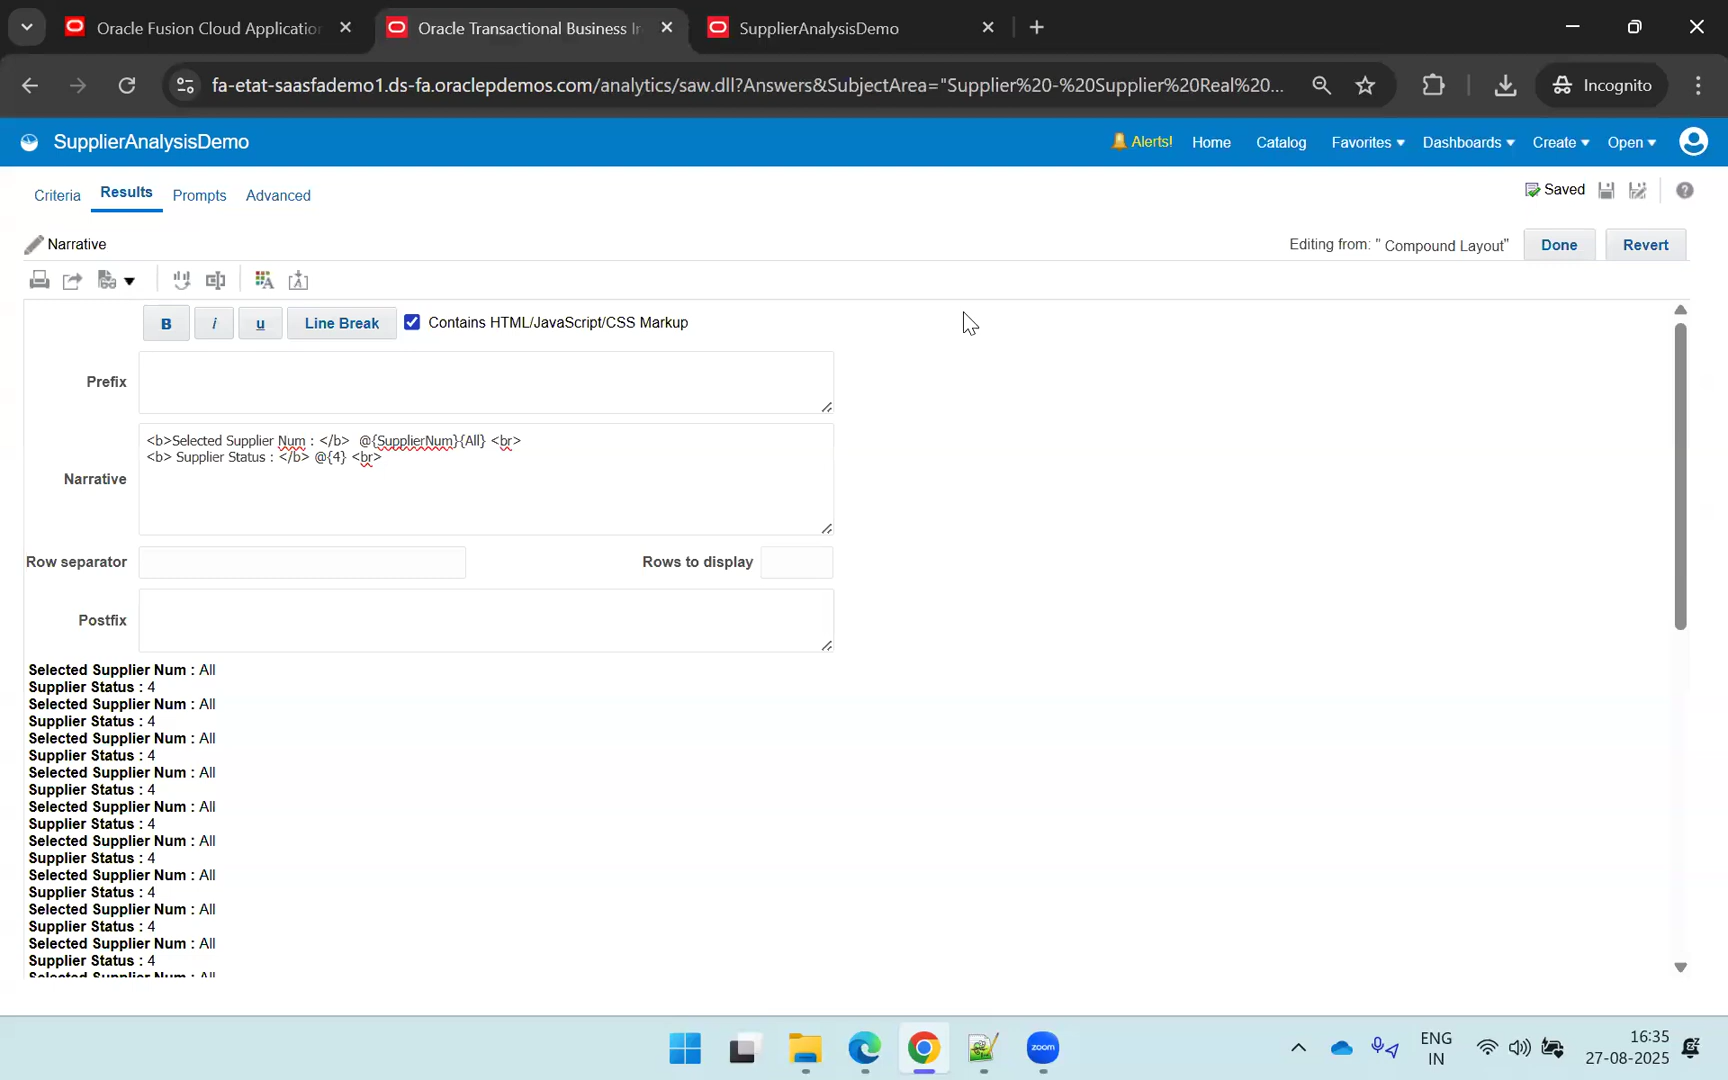 Oracle Fusion Cloud Application
Oracle Transactional Business In
SupplierAnalysisDemo
fa-etat-saasfademo1.ds-fa.oraclepdemos.com/analytics/saw.dll?Answers&SubjectArea="Supplier%20-%20Supplier%20Real%20...
Incognito
SupplierAnalysisDemo
Alerts! Home Catalog Favorites Dashboards Create Open
Criteria Results Prompts Advanced
Saved
Narrative
Editing from: " Compound Layout"
Done Revert
B i u Line Break Contains HTML/JavaScript/CSS Markup
Prefix
Narrative
<b>Selected Supplier Num : </b>  @{SupplierNum}{All} <br>
<b> Supplier Status : </b> @{4} <br>
Row separator
Rows to display
Postfix
Selected Supplier Num : All
Supplier Status : 4
Selected Supplier Num : All
Supplier Status : 4
Selected Supplier Num : All
Supplier Status : 4
Selected Supplier Num : All
Supplier Status : 4
Selected Supplier Num : All
Supplier Status : 4
Selected Supplier Num : All
Supplier Status : 4
Selected Supplier Num : All
Supplier Status : 4
Selected Supplier Num : All
Supplier Status : 4
Selected Supplier Num : All
Supplier Status : 4
Selected Supplier Num : All
zoom
ENG
IN
16:35
27-08-2025